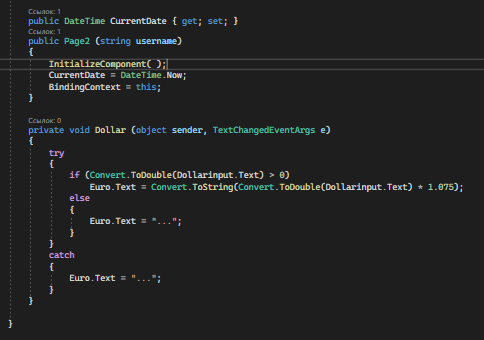 Ссылок: 1
public DateTime CurrentDate { get; set; }
Ссылок: 1
public Page2 (string username)
{
InitializeComponent( );
CurrentDate = DateTime.Now;
BindingContext = this;
}
Ссылок: 0
private void Dollar (object sender, TextChangedEventArgs e)
{
try
{
if (Convert.ToDouble(Dollarinput.Text) > 0)
Euro.Text = Convert.ToString(Convert.ToDouble(Dollarinput.Text) * 1.075);
else
{
Euro.Text = "...";
}
}
catch
{
Euro.Text = "...";
}
}
}